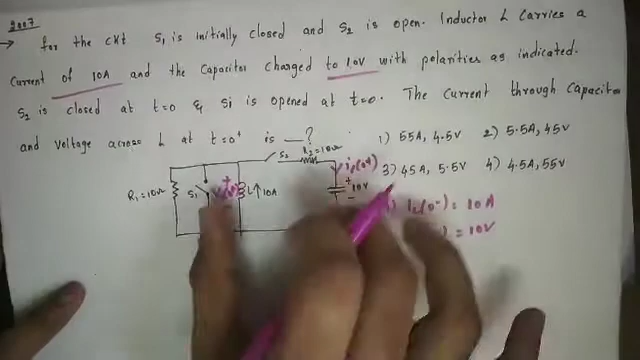 2007
→ for the ckt S₁ is initially closed and S₂ is open. Inductor L carries a
Current of 10A and the Capacitor charged to 10V with polarities as indicated.
S₂ is closed at t=0 & S1 is opened at t=0. The current through Capacitor
and voltage across L at t=0⁺ is ___?
1) 55A, 4.5V 2) 5.5A, 45V
3) 45A, 5.5V 4) 4.5A, 55V
R₁=10Ω S₁ L↑10A S₂ R₂=10Ω i₁(0⁺) + 10V −
I_L(0⁻) = 10A
= 10V